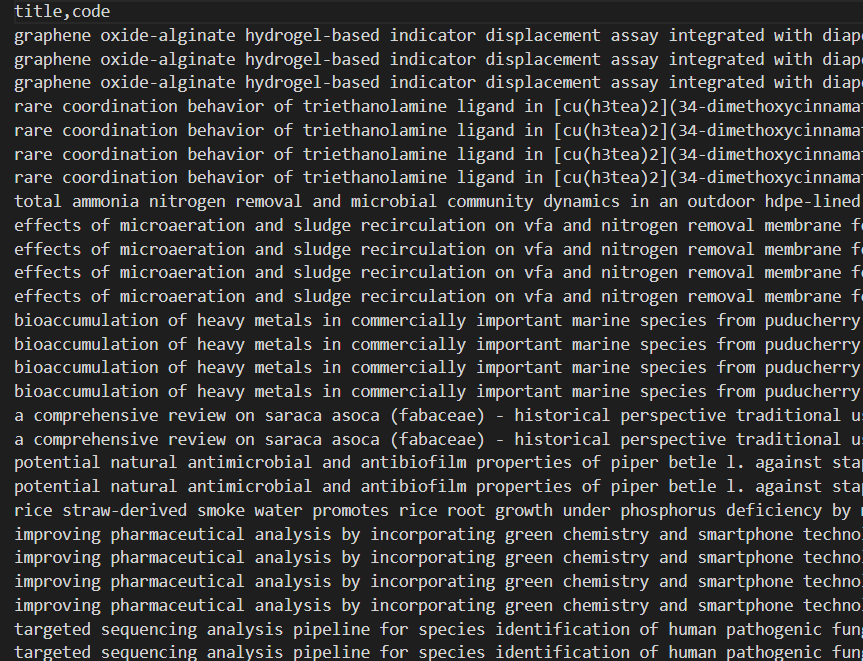 title,code
graphene oxide-alginate hydrogel-based indicator displacement assay integrated with diap
graphene oxide-alginate hydrogel-based indicator displacement assay integrated with diap
graphene oxide-alginate hydrogel-based indicator displacement assay integrated with diap
rare coordination behavior of triethanolamine ligand in [cu(h3tea)2](34-dimethoxycinnama
rare coordination behavior of triethanolamine ligand in [cu(h3tea)2](34-dimethoxycinnama
rare coordination behavior of triethanolamine ligand in [cu(h3tea)2](34-dimethoxycinnama
rare coordination behavior of triethanolamine ligand in [cu(h3tea)2](34-dimethoxycinnama
total ammonia nitrogen removal and microbial community dynamics in an outdoor hdpe-lined
effects of microaeration and sludge recirculation on vfa and nitrogen removal membrane f
effects of microaeration and sludge recirculation on vfa and nitrogen removal membrane f
effects of microaeration and sludge recirculation on vfa and nitrogen removal membrane f
effects of microaeration and sludge recirculation on vfa and nitrogen removal membrane f
bioaccumulation of heavy metals in commercially important marine species from puducherry
bioaccumulation of heavy metals in commercially important marine species from puducherry
bioaccumulation of heavy metals in commercially important marine species from puducherry
bioaccumulation of heavy metals in commercially important marine species from puducherry
a comprehensive review on saraca asoca (fabaceae) - historical perspective traditional u
a comprehensive review on saraca asoca (fabaceae) - historical perspective traditional u
potential natural antimicrobial and antibiofilm properties of piper betle l. against sta
potential natural antimicrobial and antibiofilm properties of piper betle l. against sta
rice straw-derived smoke water promotes rice root growth under phosphorus deficiency by
improving pharmaceutical analysis by incorporating green chemistry and smartphone techno
improving pharmaceutical analysis by incorporating green chemistry and smartphone techno
improving pharmaceutical analysis by incorporating green chemistry and smartphone techno
improving pharmaceutical analysis by incorporating green chemistry and smartphone techno
targeted sequencing analysis pipeline for species identification of human pathogenic fun
targeted sequencing analysis pipeline for species identification of human pathogenic fun